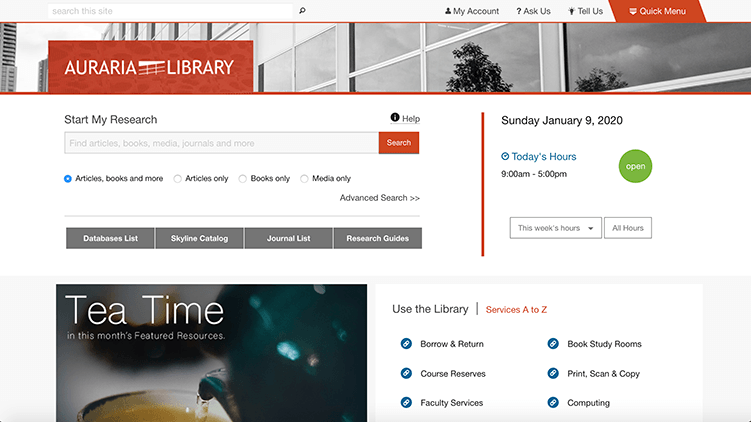 search this site
My Account
? Ask Us
Tell Us
Quick Menu
AURARIA LIBRARY
Start My Research
Help
Find articles, books, media, journals and more
Search
Articles, books and more
Articles only
Books only
Media only
Advanced Search >>
Databases List
Skyline Catalog
Journal List
Research Guides
Sunday January 9, 2020
Today's Hours
open
9:00am - 5:00pm
This week's hours
All Hours
Tea Time
in this month's Featured Resources.
Use the Library | Services A to Z
Borrow & Return
Book Study Rooms
Course Reserves
Print, Scan & Copy
Faculty Services
Computing